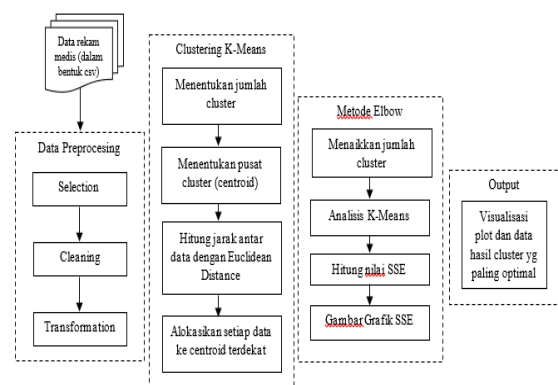 Data rekam
medis (dalam
bentuk csv)
Data Preprocesing
Selection
Cleaning
Transformation
Clustering K-Means
Menentukan jumlah
cluster
Menentukan pusat
cluster (centroid)
Hitung jarak antar
data dengan Euclidean
Distance
Alokasikan setiap data
ke centroid terdekat
Metode Elbow
Menaikkan jumlah
cluster
Analisis K-Means
Hitung nilai SSE
Gambar Grafik SSE
Output
Visualisasi
plot dan data
hasil cluster yg
paling optimal